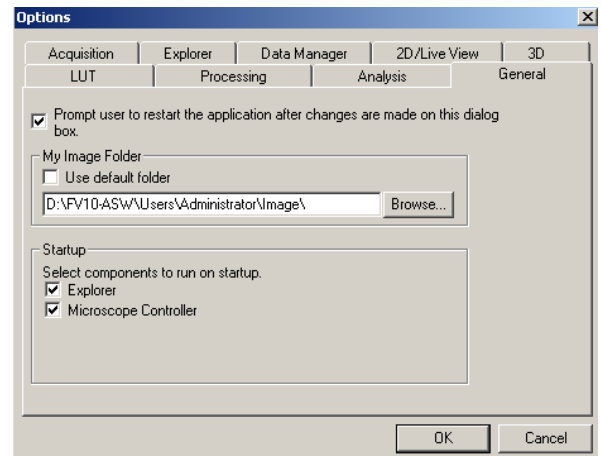 Options
Acquisition Explorer Data Manager 2D/Live View 3D
LUT Processing Analysis General
Prompt user to restart the application after changes are made on this dialog
box.
My Image Folder
Use default folder
D:\FV10-ASW\Users\Administrator\Image\ Browse...
Startup
Select components to run on startup.
Explorer
Microscope Controller
OK Cancel